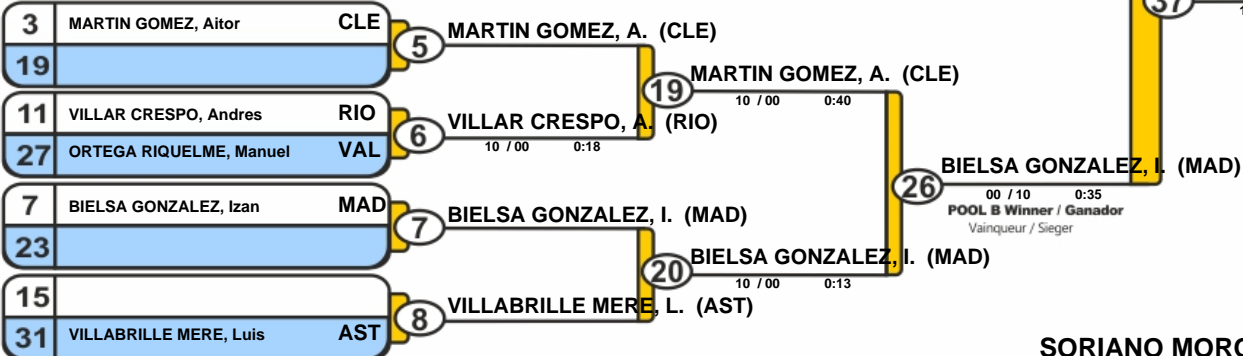 3 MARTIN GOMEZ, Aitor CLE
19
5 MARTIN GOMEZ, A. (CLE)
11 VILLAR CRESPO, Andres RIO
27 ORTEGA RIQUELME, Manuel VAL
6 VILLAR CRESPO, A. (RIO)
10 / 00 0:18
19 MARTIN GOMEZ, A. (CLE)
10 / 00 0:40
7 BIELSA GONZALEZ, Izan MAD
23
7 BIELSA GONZALEZ, I. (MAD)
15
31 VILLABRILLE MERE, Luis AST
8 VILLABRILLE MERE, L. (AST)
20 BIELSA GONZALEZ, I. (MAD)
10 / 00 0:13
26 BIELSA GONZALEZ, I. (MAD)
00 / 10 0:35
POOL B Winner / Ganador
Vainqueur / Sieger
37
SORIANO